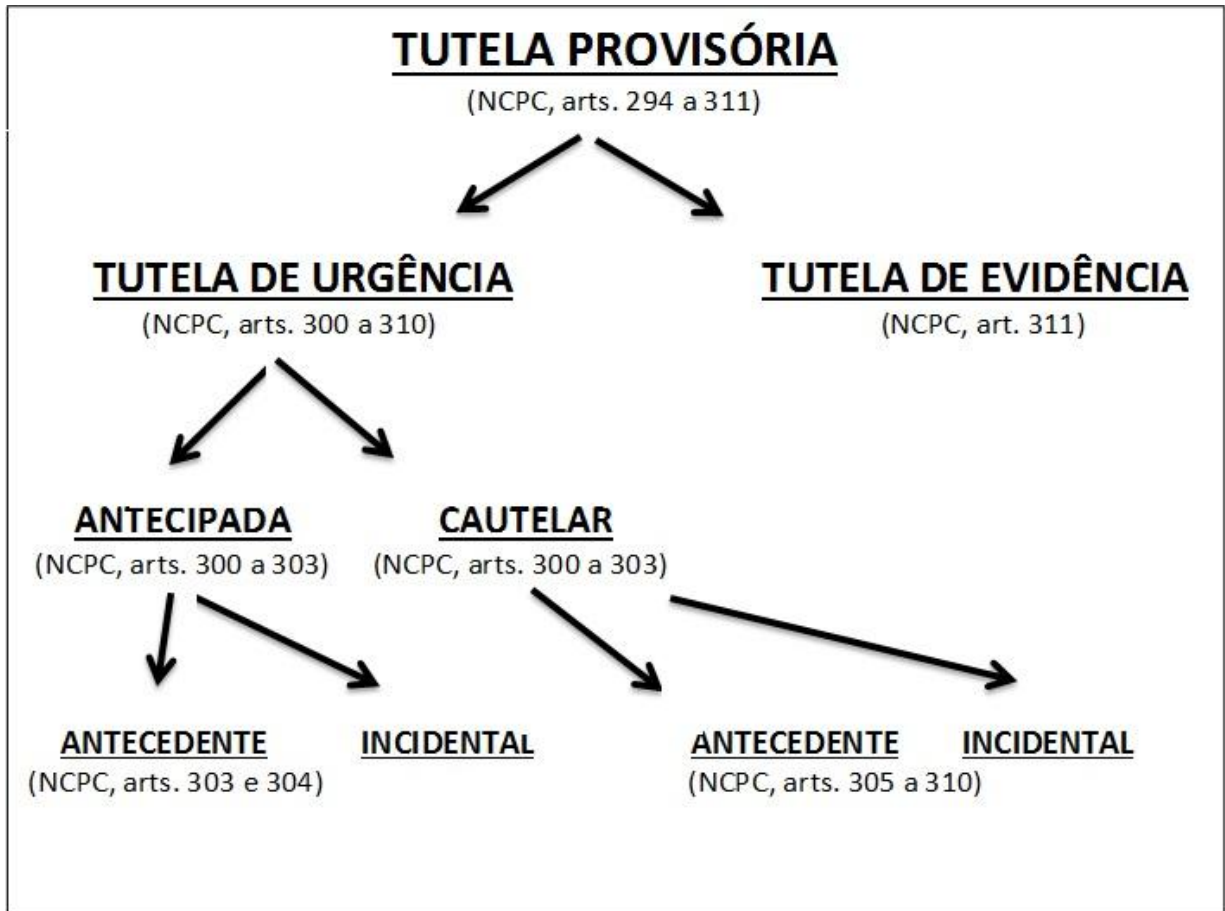 TUTELA PROVISÓRIA
(NCPC, arts. 294 a 311)
TUTELA DE URGÊNCIA
(NCPC, arts. 300 a 310)
TUTELA DE EVIDÊNCIA
(NCPC, art. 311)
ANTECIPADA
(NCPC, arts. 300 a 303)
CAUTELAR
(NCPC, arts. 300 a 303)
ANTECEDENTE
(NCPC, arts. 303 e 304)
INCIDENTAL
ANTECEDENTE
(NCPC, arts. 305 a 310)
INCIDENTAL